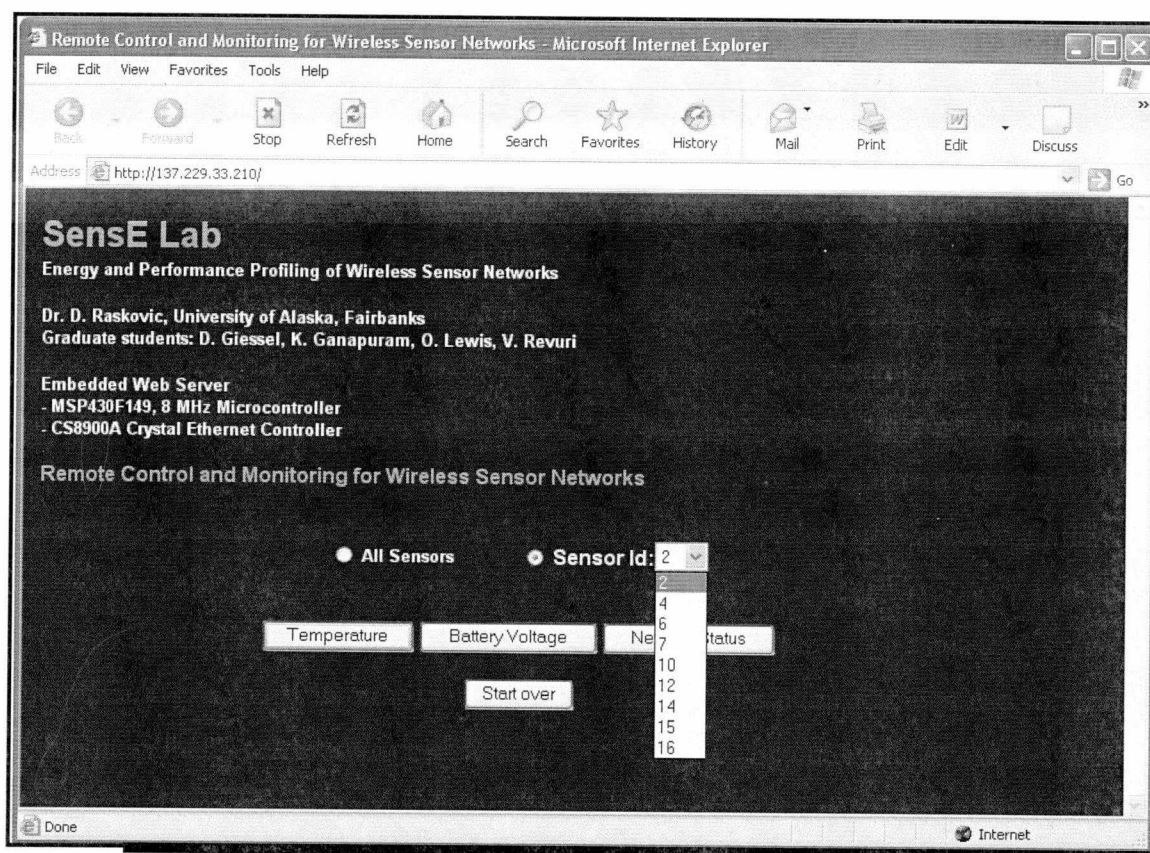 Remote Control and Monitoring for Wireless Sensor Networks - Microsoft Internet Explorer
File Edit View Favorites Tools Help
Back Forward Stop Refresh Home Search Favorites History Mail Print Edit Discuss
Address http://137.229.33.210/ Go
SensE Lab
Energy and Performance Profiling of Wireless Sensor Networks
Dr. D. Raskovic, University of Alaska, Fairbanks
Graduate students: D. Giessel, K. Ganapuram, O. Lewis, V. Revuri
Embedded Web Server
- MSP430F149, 8 MHz Microcontroller
- CS8900A Crystal Ethernet Controller
Remote Control and Monitoring for Wireless Sensor Networks
All Sensors Sensor Id: 2
2
4
6
7
10
12
14
15
16
Temperature Battery Voltage Ne tatus
Start over
Done Internet